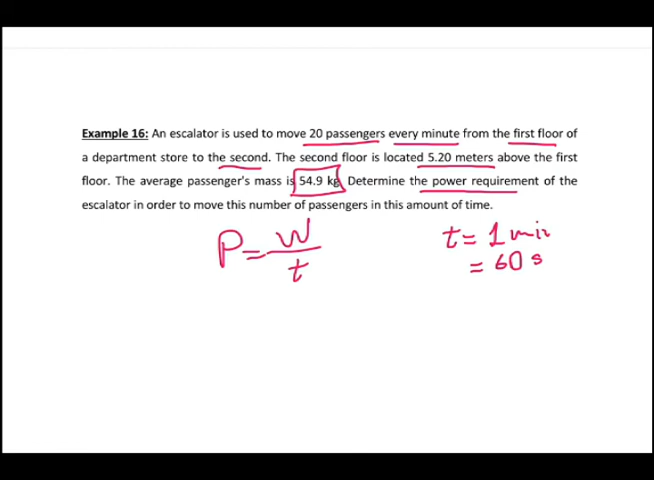 Example 16: An escalator is used to move 20 passengers every minute from the first floor of
a department store to the second. The second floor is located 5.20 meters above the first
floor. The average passenger's mass is 54.9 kg. Determine the power requirement of the
escalator in order to move this number of passengers in this amount of time.
P = W/t
t = 1 min
= 60 s